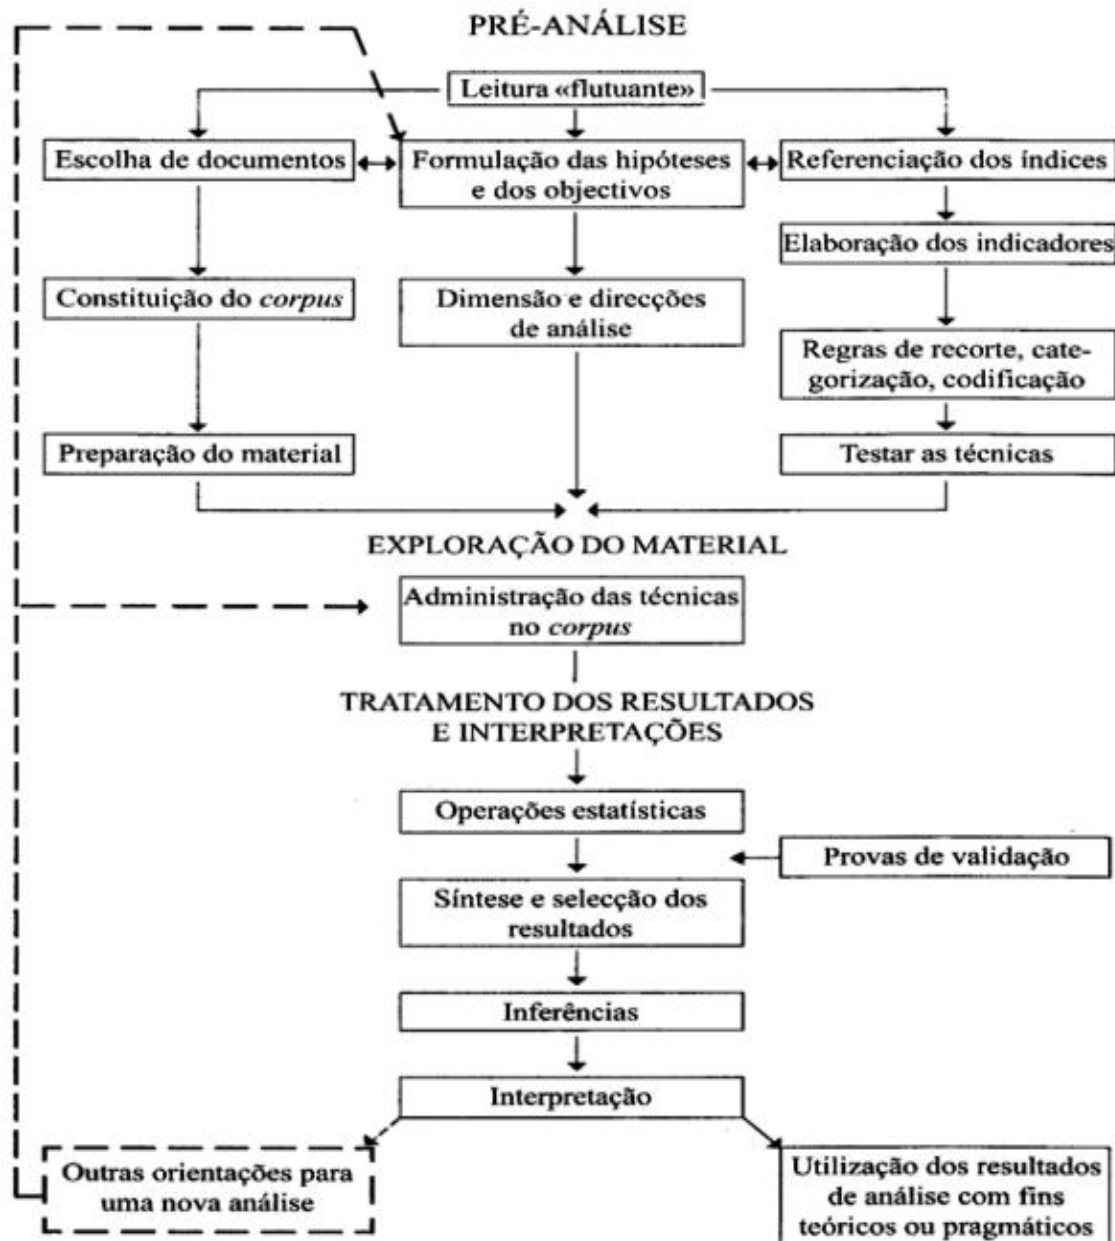 PRÉ-ANÁLISE
Leitura «flutuante»
Escolha de documentos
Formulação das hipóteses
e dos objectivos
Referenciação dos índices
Elaboração dos indicadores
Constituição do corpus
Dimensão e direcções
de análise
Regras de recorte, cate-
gorização, codificação
Preparação do material
Testar as técnicas
EXPLORAÇÃO DO MATERIAL
Administração das técnicas
no corpus
TRATAMENTO DOS RESULTADOS
E INTERPRETAÇÕES
Operações estatísticas
Provas de validação
Síntese e selecção dos
resultados
Inferências
Interpretação
Outras orientações para
uma nova análise
Utilização dos resultados
de análise com fins
teóricos ou pragmáticos